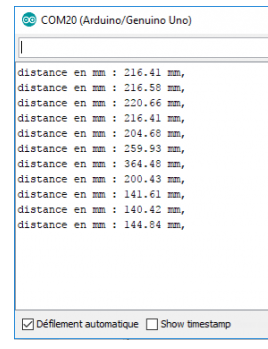 COM20 (Arduino/Genuino Uno)
distance en mm : 216.41 mm,
distance en mm : 216.58 mm,
distance en mm : 220.66 mm,
distance en mm : 216.41 mm,
distance en mm : 204.68 mm,
distance en mm : 259.93 mm,
distance en mm : 364.48 mm,
distance en mm : 200.43 mm,
distance en mm : 141.61 mm,
distance en mm : 140.42 mm,
distance en mm : 144.84 mm,
Défilement automatique Show timestamp